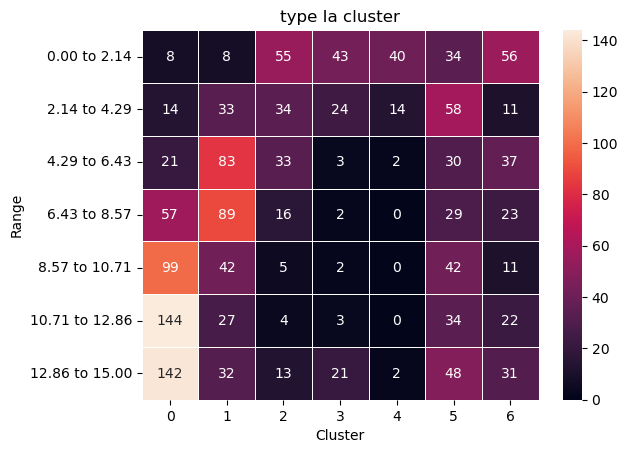 type Ia cluster
0.00 to 2.14 8 8 55 43 40 34 56
2.14 to 4.29 14 33 34 24 14 58 11
4.29 to 6.43 21 83 33 3 2 30 37
6.43 to 8.57 57 89 16 2 0 29 23
8.57 to 10.71 99 42 5 2 0 42 11
10.71 to 12.86 144 27 4 3 0 34 22
12.86 to 15.00 142 32 13 21 2 48 31
0 1 2 3 4 5 6
Cluster
Range
140
120
100
80
60
40
20
0